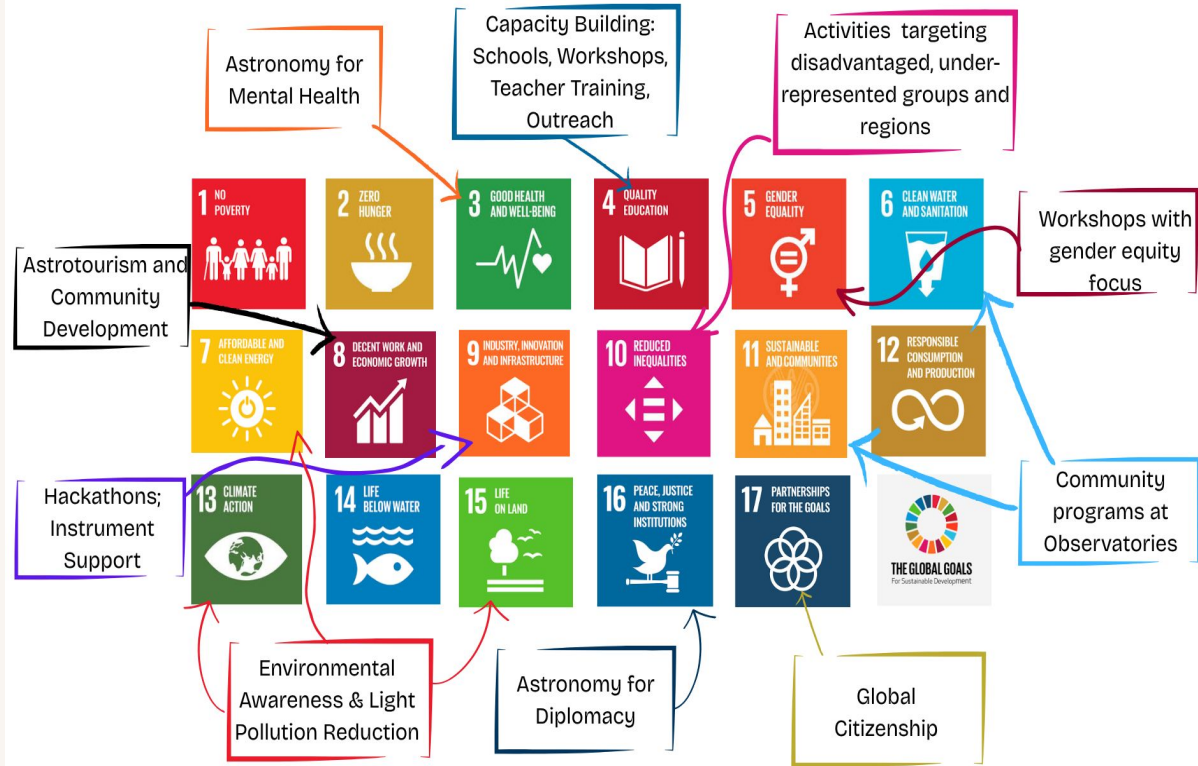 Astronomy for
Mental Health
Capacity Building:
Schools, Workshops,
Teacher Training,
Outreach
Activities targeting
disadvantaged, under-
represented groups and
regions
1 NO
POVERTY
2 ZERO
HUNGER
3 GOOD HEALTH
AND WELL-BEING
4 QUALITY
EDUCATION
5 GENDER
EQUALITY
6 CLEAN WATER
AND SANITATION
Workshops with
gender equity
focus
Astrotourism and
Community
Development
7 AFFORDABLE AND
CLEAN ENERGY
8 DECENT WORK AND
ECONOMIC GROWTH
9 INDUSTRY, INNOVATION
AND INFRASTRUCTURE
10 REDUCED
INEQUALITIES
11 SUSTAINABLE
AND COMMUNITIES
12 RESPONSIBLE
CONSUMPTION
AND PRODUCTION
Hackathons;
Instrument
Support
13 CLIMATE
ACTION
14 LIFE
BELOW WATER
15 LIFE
ON LAND
16 PEACE, JUSTICE
AND STRONG
INSTITUTIONS
17 PARTNERSHIPS
FOR THE GOALS
THE GLOBAL GOALS
For Sustainable Development
Community
programs at
Observatories
Environmental
Awareness & Light
Pollution Reduction
Astronomy for
Diplomacy
Global
Citizenship